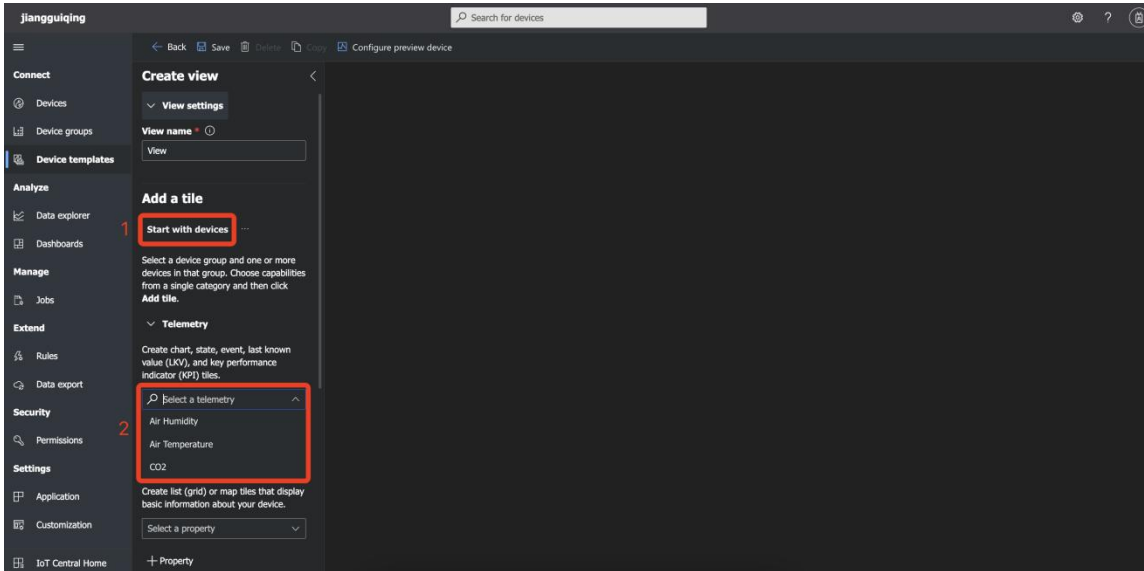 jiangguiqing
Search for devices
?
Back Save Delete Copy Configure preview device
Connect
Devices
Device groups
Device templates
Analyze
Data explorer
Dashboards
Manage
Jobs
Extend
Rules
Data export
Security
Permissions
Settings
Application
Customization
IoT Central Home
Create view
View settings
View name *
View
Add a tile
1
Start with devices ...
Select a device group and one or more
devices in that group. Choose capabilities
from a single category and then click
Add tile.
Telemetry
Create chart, state, event, last known
value (LKV), and key performance
indicator (KPI) tiles.
2
Select a telemetry
Air Humidity
Air Temperature
CO2
Create list (grid) or map tiles that display
basic information about your device.
Select a property
+ Property